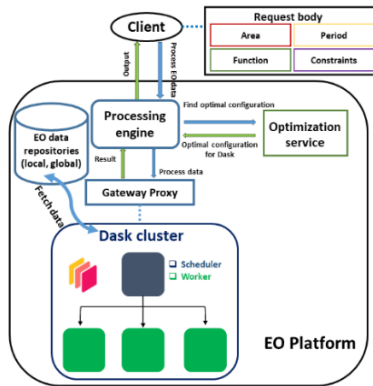 Client
Request body
Area
Period
Function
Constraints
Output
Process EO data
EO data
repositories
(local, global)
Processing
engine
Find optimal configuration
Optimal configuration
for Dask
Optimization
service
Result
Process data
Gateway Proxy
Fetch data
Dask cluster
Scheduler
Worker
EO Platform